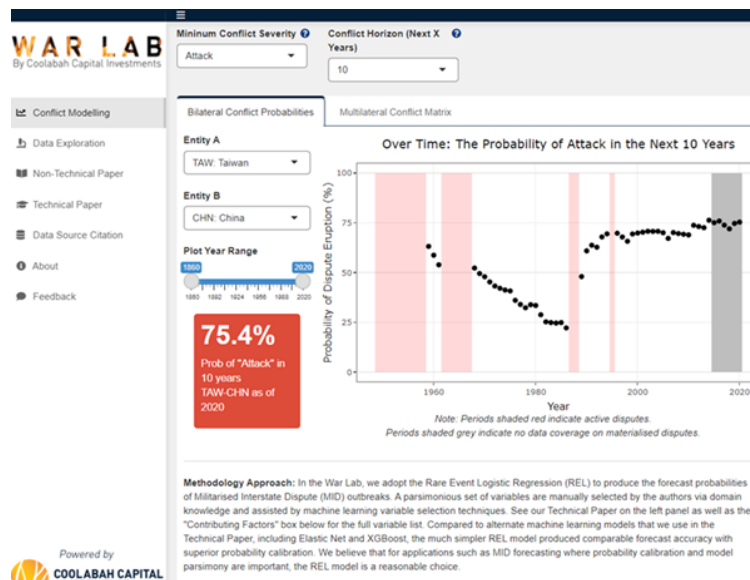 WAR LAB
By Coolabah Capital Investments
Conflict Modelling
Data Exploration
Non-Technical Paper
Technical Paper
Data Source Citation
About
Feedback
Powered by
COOLABAH CAPITAL
Mininum Conflict Severity
Attack
Conflict Horizon (Next X
Years)
10
Bilateral Conflict Probabilities
Multilateral Conflict Matrix
Entity A
TAW: Taiwan
Entity B
CHN: China
Plot Year Range
1860 2020
1860 1892 1924 1956 1988 2020
75.4%
Prob of "Attack" in
10 years
TAW-CHN as of
2020
Over Time: The Probability of Attack in the Next 10 Years
Probability of Dispute Eruption (%)
100
75
50
25
0
1960 1980 2000 2020
Year
Note: Periods shaded red indicate active disputes.
Periods shaded grey indicate no data coverage on materialised disputes.
Methodology Approach: In the War Lab, we adopt the Rare Event Logistic Regression (REL) to produce the forecast probabilities
of Militarised Interstate Dispute (MID) outbreaks. A parsimonious set of variables are manually selected by the authors via domain
knowledge and assisted by machine learning variable selection techniques. See our Technical Paper on the left panel as well as the
"Contributing Factors" box below for the full variable list. Compared to alternate machine learning models that we use in the
Technical Paper, including Elastic Net and XGBoost, the much simpler REL model produced comparable forecast accuracy with
superior probability calibration. We believe that for applications such as MID forecasting where probability calibration and model
parsimony are important, the REL model is a reasonable choice.